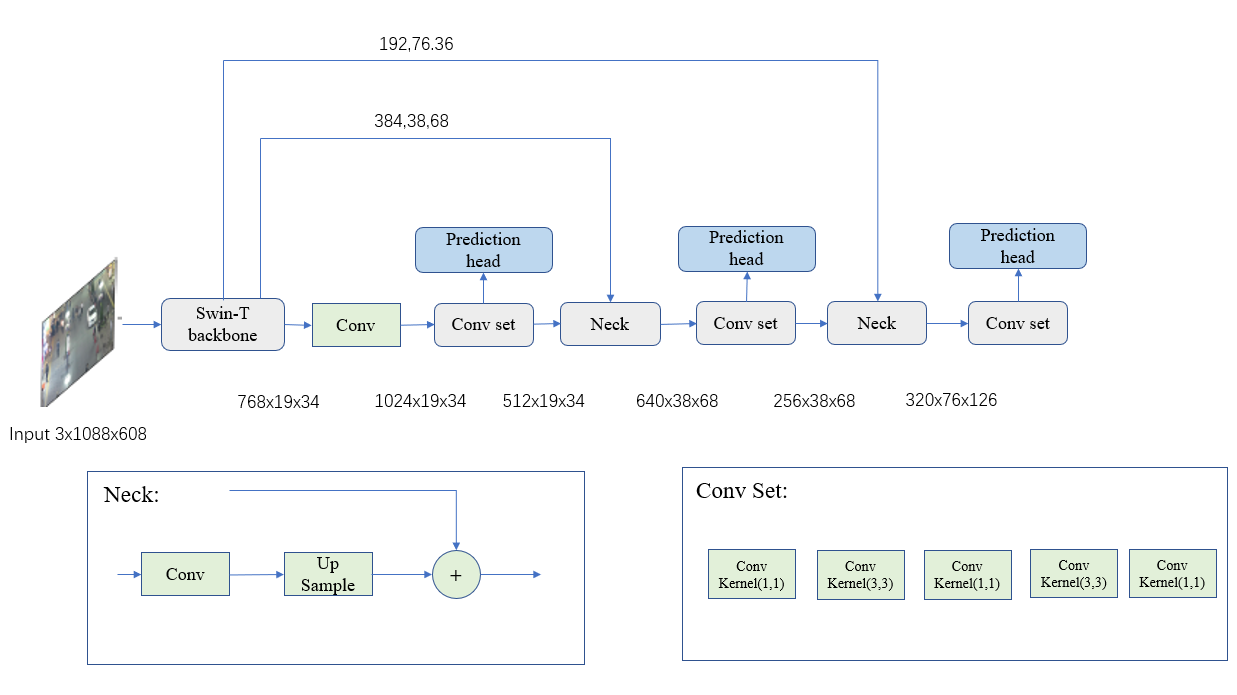 192,76.36
384,38,68
Prediction
head
Prediction
head
Prediction
head
Swin-T
backbone
Conv
Conv set
Neck
Conv set
Neck
Conv set
768x19x34
1024x19x34
512x19x34
640x38x68
256x38x68
320x76x126
Input 3x1088x608
Neck:
Conv
Up
Sample
+
Conv Set:
Conv
Kernel(1,1)
Conv
Kernel(3,3)
Conv
Kernel(1,1)
Conv
Kernel(3,3)
Conv
Kernel(1,1)